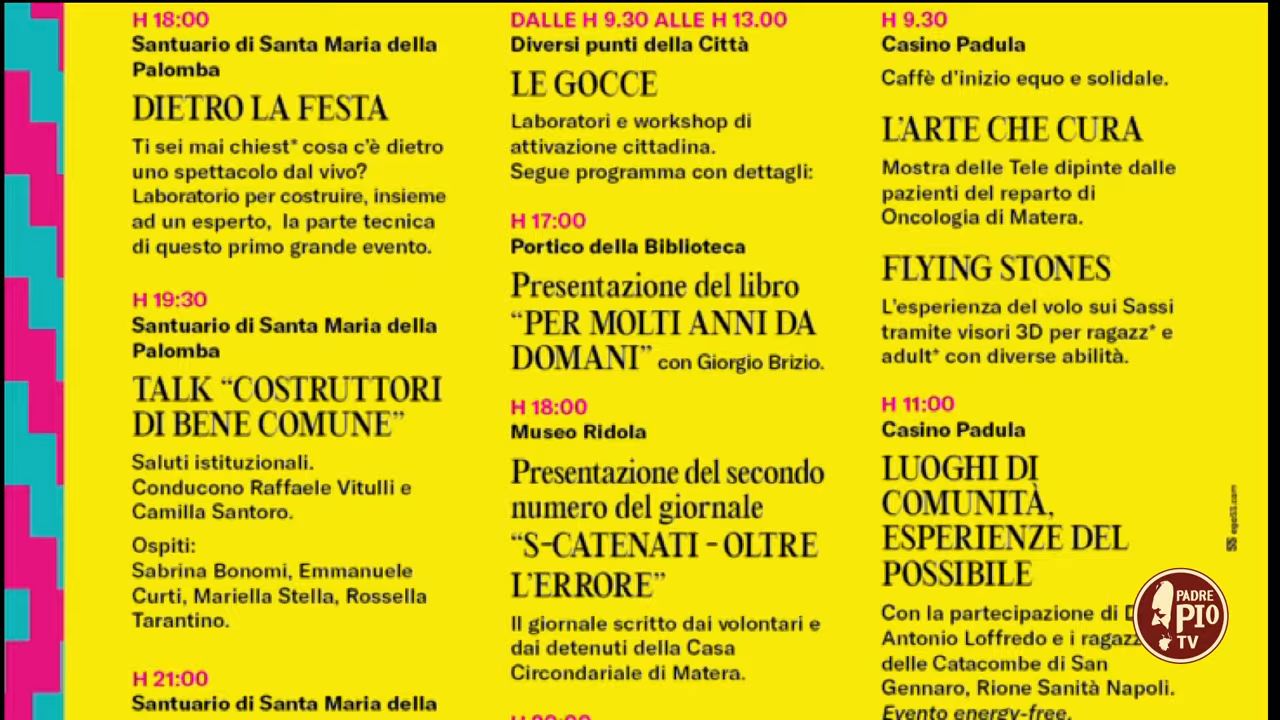 H 18:00
Santuario di Santa Maria della
Palomba
DIETRO LA FESTA
Ti sei mai chiest* cosa c'è dietro
uno spettacolo dal vivo?
Laboratorio per costruire, insieme
ad un esperto, la parte tecnica
di questo primo grande evento.
H 19:30
Santuario di Santa Maria della
Palomba
TALK “COSTRUTTORI
DI BENE COMUNE”
Saluti istituzionali.
Conducono Raffaele Vitulli e
Camilla Santoro.
Ospiti:
Sabrina Bonomi, Emmanuele
Curti, Mariella Stella, Rossella
Tarantino.
H 21:00
Santuario di Santa Maria della
DALLE H 9.30 ALLE H 13.00
Diversi punti della Città
LE GOCCE
Laboratori e workshop di
attivazione cittadina.
Segue programma con dettagli:
H 17:00
Portico della Biblioteca
Presentazione del libro
“PER MOLTI ANNI DA
DOMANI” con Giorgio Brizio.
H 18:00
Museo Ridola
Presentazione del secondo
numero del giornale
“S-CATENATI - OLTRE
L'ERRORE”
Il giornale scritto dai volontari e
dai detenuti della Casa
Circondariale di Matera.
H 9.30
Casino Padula
Caffè d'inizio equo e solidale.
L'ARTE CHE CURA
Mostra delle Tele dipinte dalle
pazienti del reparto di
Oncologia di Matera.
FLYING STONES
L'esperienza del volo sui Sassi
tramite visori 3D per ragazz* e
adult* con diverse abilità.
H 11:00
Casino Padula
LUOGHI DI
COMUNITÀ,
ESPERIENZE DEL
POSSIBILE
Con la partecipazione di
Antonio Loffredo e i
delle Catacombe di San
Gennaro, Rione Sanità Napoli.
Evento energy-free.
PADRE
PIO
TV